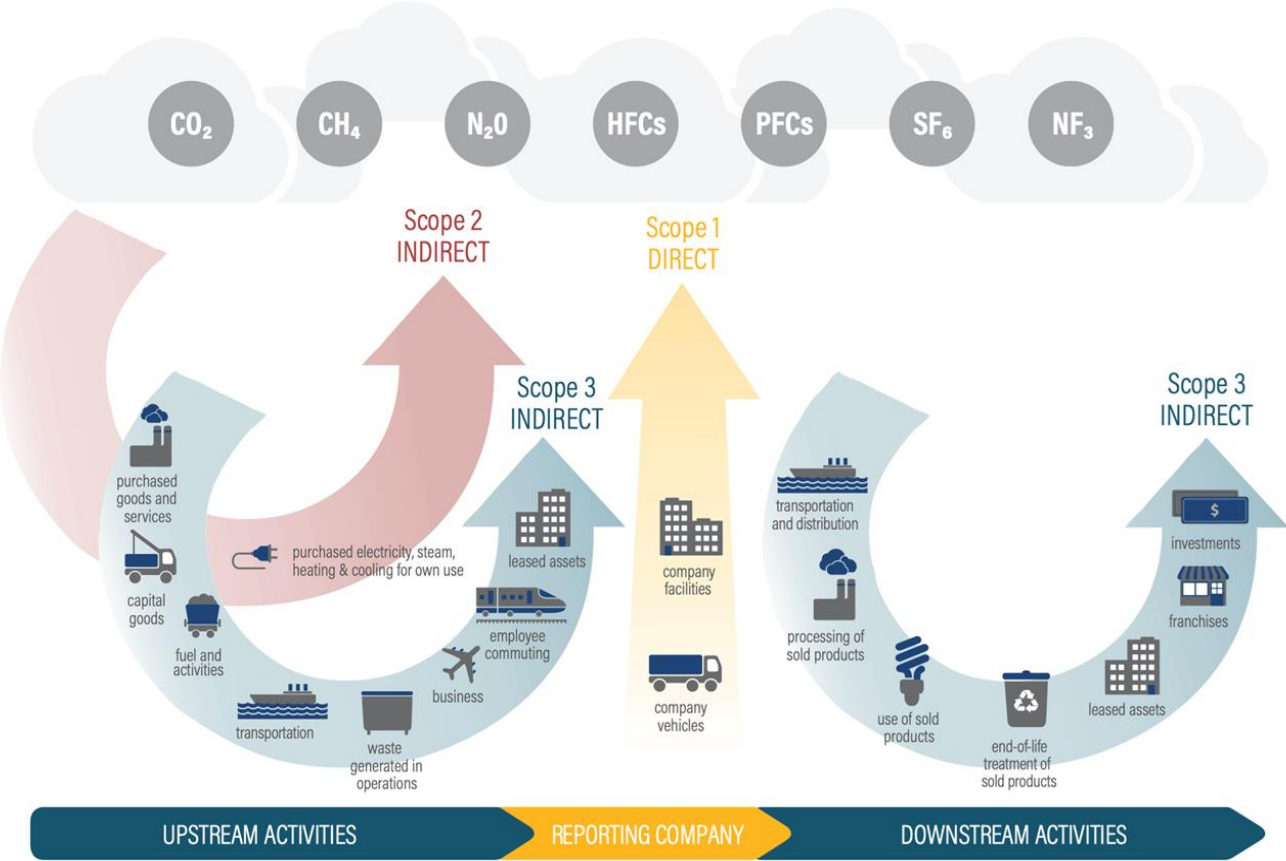 CO₂
CH₄
N₂0
HFCs
PFCs
SF₆
NF₃
Scope 2
INDIRECT
Scope 1
DIRECT
Scope 3
INDIRECT
Scope 3
INDIRECT
purchased
goods and
services
capital
goods
fuel and
activities
purchased electricity, steam,
heating & cooling for own use
transportation
waste
generated in
operations
business
employee
commuting
leased assets
company
facilities
company
vehicles
transportation
and distribution
processing of
sold products
use of sold
products
end-of-life
treatment of
sold products
leased assets
franchises
$
investments
UPSTREAM ACTIVITIES
REPORTING COMPANY
DOWNSTREAM ACTIVITIES